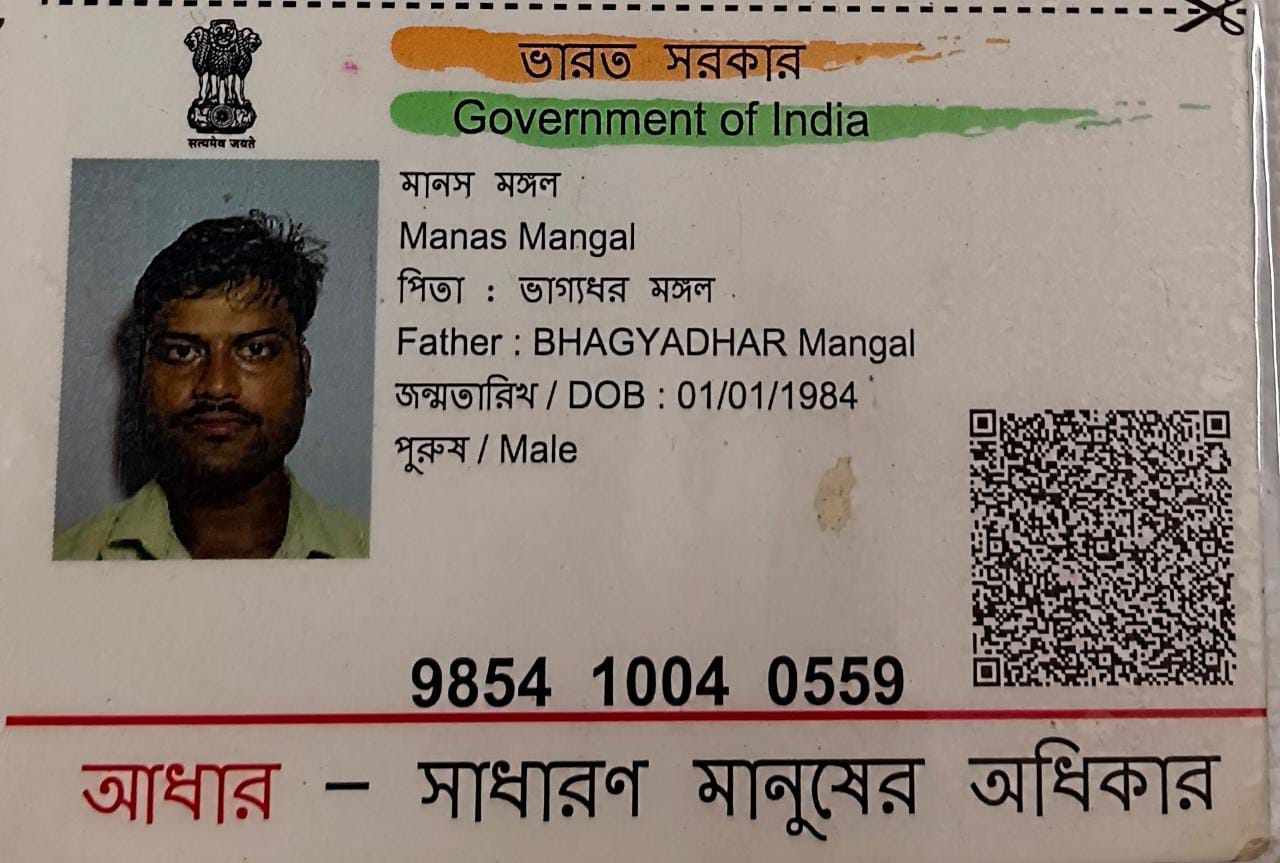 ভারত সরকার
Government of India
सत्यमेव जयते
মানস মঙ্গল
Manas Mangal
পিতা : ভাগ্যধর মঙ্গল
Father : BHAGYADHAR Mangal
জন্মতারিখ / DOB : 01/01/1984
পুরুষ / Male
9854 1004 0559
আধার – সাধারণ মানুষের অধিকার